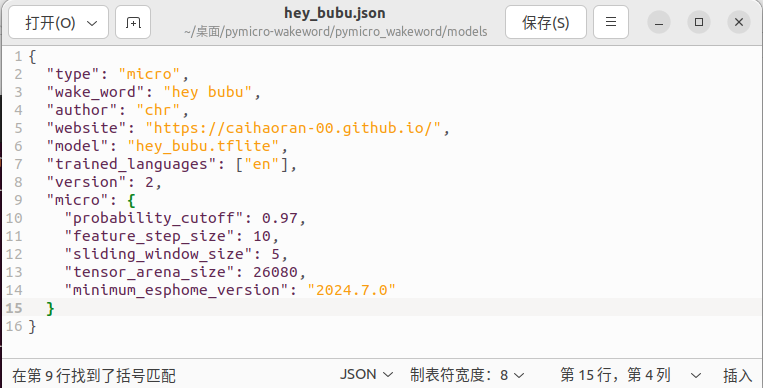 打开(O)
hey_bubu.json
~/桌面/pymicro-wakeword/pymicro_wakeword/models
保存(S)
1 {
2   "type": "micro",
3   "wake_word": "hey bubu",
4   "author": "chr",
5   "website": "https://caihaoran-00.github.io/",
6   "model": "hey_bubu.tflite",
7   "trained_languages": ["en"],
8   "version": 2,
9   "micro": {
10     "probability_cutoff": 0.97,
11     "feature_step_size": 10,
12     "sliding_window_size": 5,
13     "tensor_arena_size": 26080,
14     "minimum_esphome_version": "2024.7.0"
15   }
16 }
在第 9 行找到了括号匹配 JSON 制表符宽度：8 第 15 行，第 4 列 插入